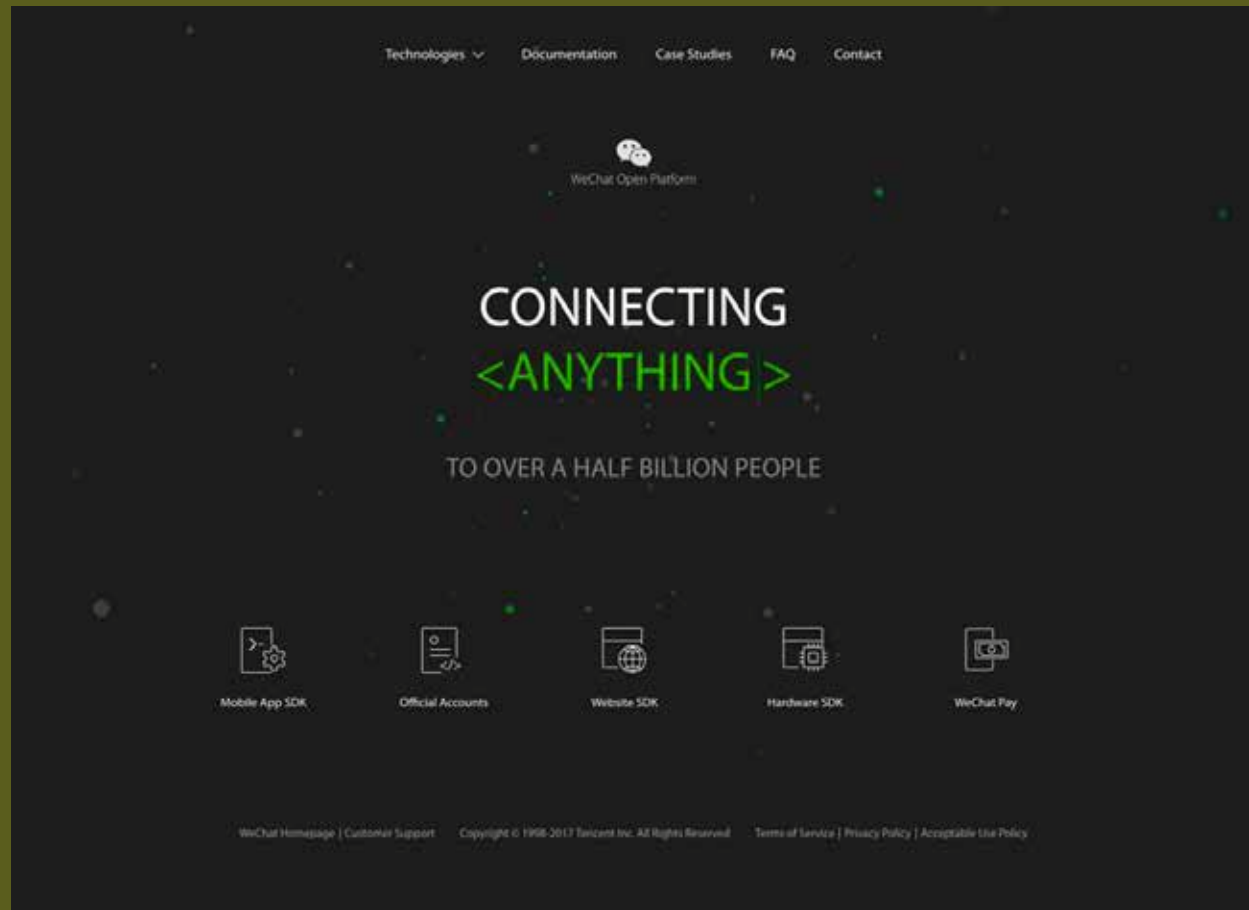 Technologies Documentation Case Studies FAQ Contact
WeChat Open Platform
CONNECTING
<ANYTHING|>
TO OVER A HALF BILLION PEOPLE
Mobile App SDK Official Accounts Website SDK Hardware SDK WeChat Pay
WeChat Homepage | Customer Support Copyright © 1998-2017 Tencent Inc. All Rights Reserved Terms of Service | Privacy Policy | Acceptable Use Policy